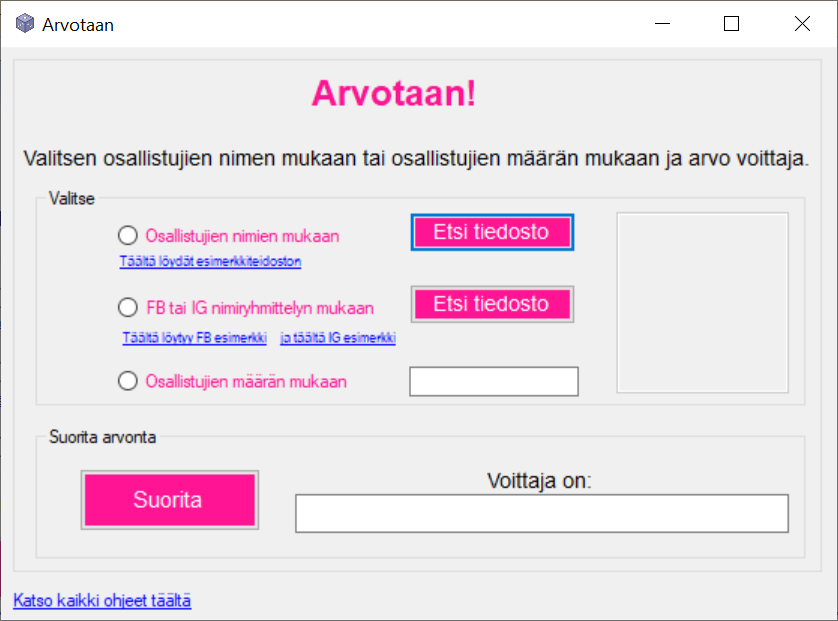 Arvotaan
Arvotaan!
Valitsen osallistujien nimen mukaan tai osallistujien määrän mukaan ja arvo voittaja.
Valitse
Osallistujien nimien mukaan
Etsi tiedosto
Täältä löydät esimerkkiteidoston
FB tai IG nimiryhmittelyn mukaan
Etsi tiedosto
Täältä löytyy FB esimerkki ja täältä IG esimerkki
Osallistujien määrän mukaan
Suorita arvonta
Suorita
Voittaja on:
Katso kaikki ohjeet täältä